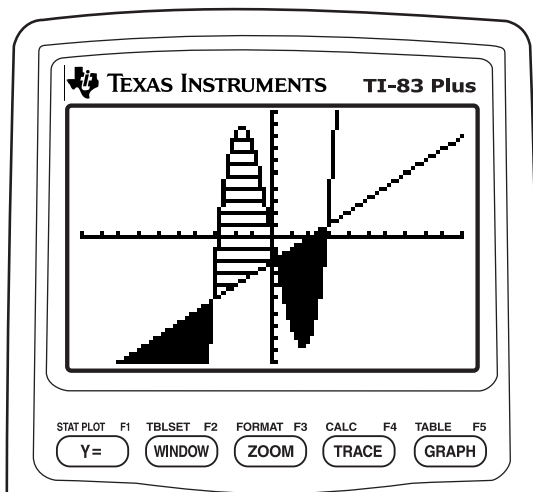 TEXAS INSTRUMENTS TI-83 Plus
STAT PLOT F1 TBLSET F2 FORMAT F3 CALC F4 TABLE F5
Y= WINDOW ZOOM TRACE GRAPH